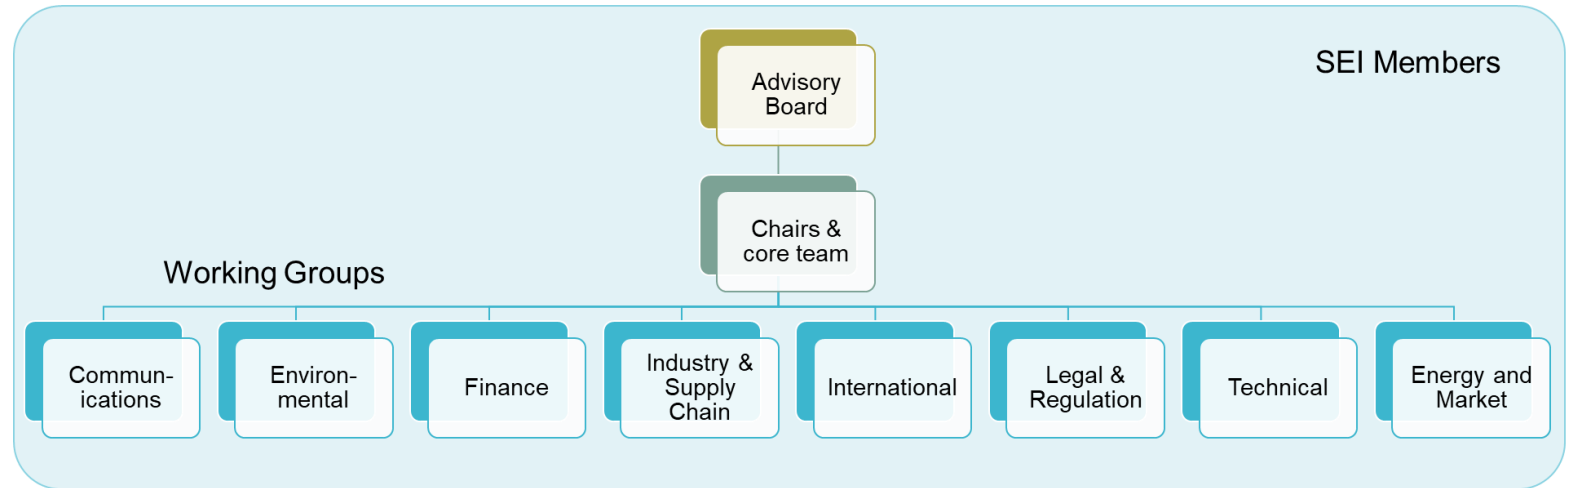 SEI Members
Advisory
Board
Chairs &
core team
Working Groups
Commun-
ications
Environ-
mental
Finance
Industry &
Supply
Chain
International
Legal &
Regulation
Technical
Energy and
Market